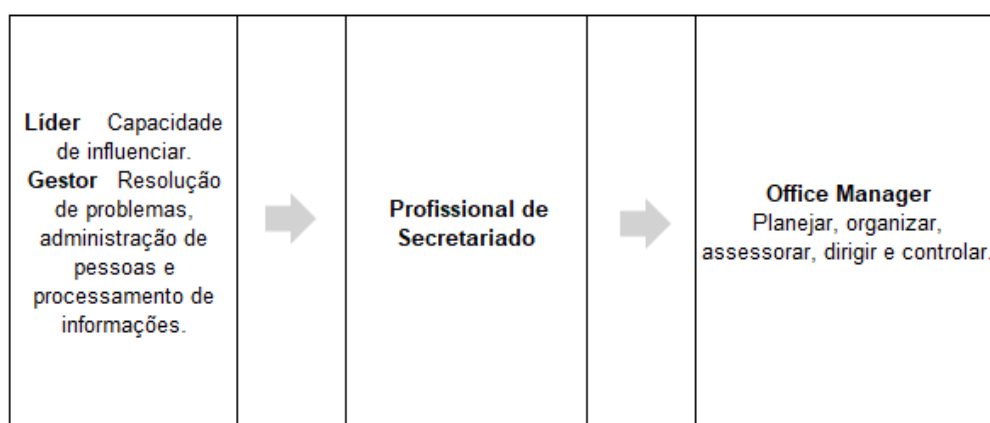 Líder Capacidade
de influenciar.
Gestor Resolução
de problemas,
administração de
pessoas e
processamento de
informações.
Profissional de
Secretariado
Office Manager
Planejar, organizar,
assessorar, dirigir e controlar.